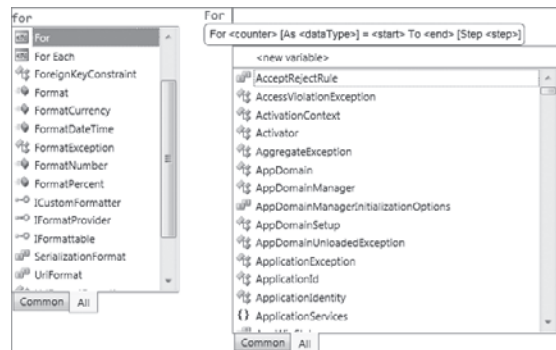 for
For
For Each
ForeignKeyConstraint
Format
FormatCurrency
FormatDateTime
FormatException
FormatNumber
FormatPercent
ICustomFormatter
IFormatProvider
IFormattable
SerializationFormat
UriFormat
Common All
For
For <counter> [As <dataType>] = <start> To <end> [Step <step>]
<new variable>
AcceptRejectRule
AccessViolationException
ActivationContext
Activator
AggregateException
AppDomain
AppDomainManager
AppDomainManagerInitializationOptions
AppDomainSetup
AppDomainUnloadedException
ApplicationException
ApplicationId
ApplicationIdentity
{} ApplicationServices
Common All